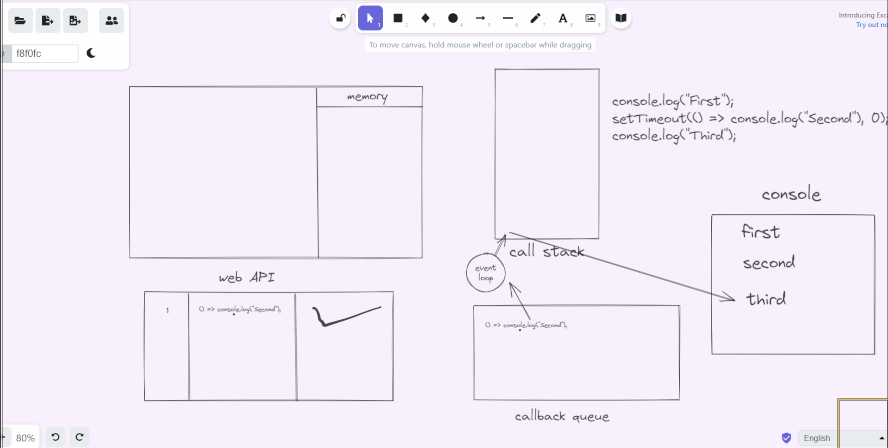 Introducing Exc
Try out no
f8f0fc
To move canvas, hold mouse wheel or spacebar while dragging
memory
console.log("First");
setTimeout(() => console.log("Second"), 0);
console.log("Third");
console
first
second
third
call stack
event
loop
web API
1
() => console.log("Second");
() => console.log("Second");
callback queue
80%
English